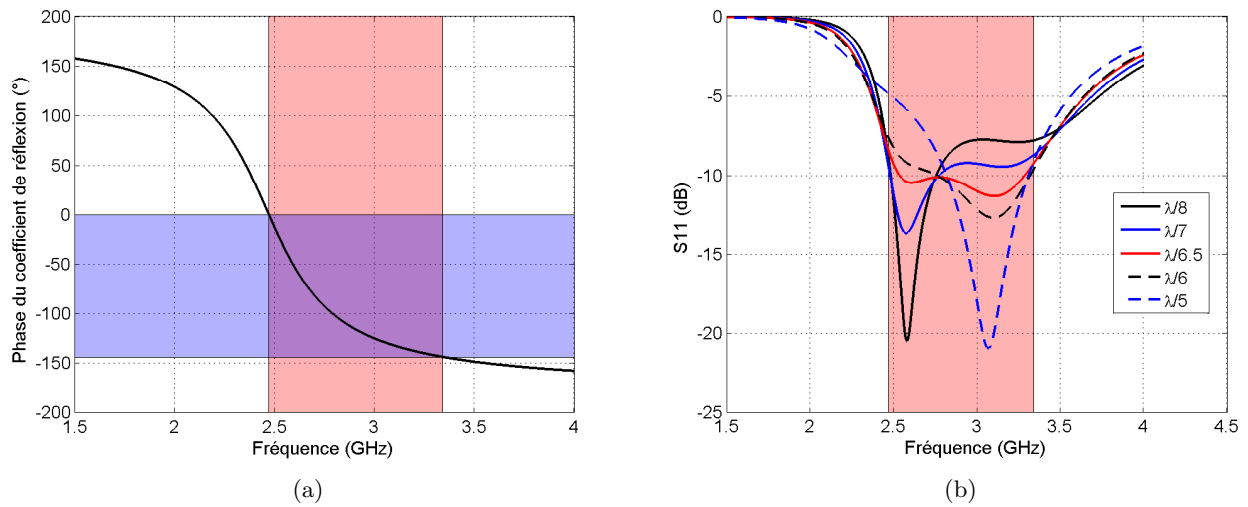 200
150
100
50
0
-50
-100
-150
-200
Phase du coefficient de réflexion (°)
1.5 2 2.5 3 3.5 4
Fréquence (GHz)
(a)
0
-5
-10
-15
-20
-25
S11 (dB)
λ/8
λ/7
λ/6.5
λ/6
λ/5
1.5 2 2.5 3 3.5 4 4.5
Fréquence (GHz)
(b)